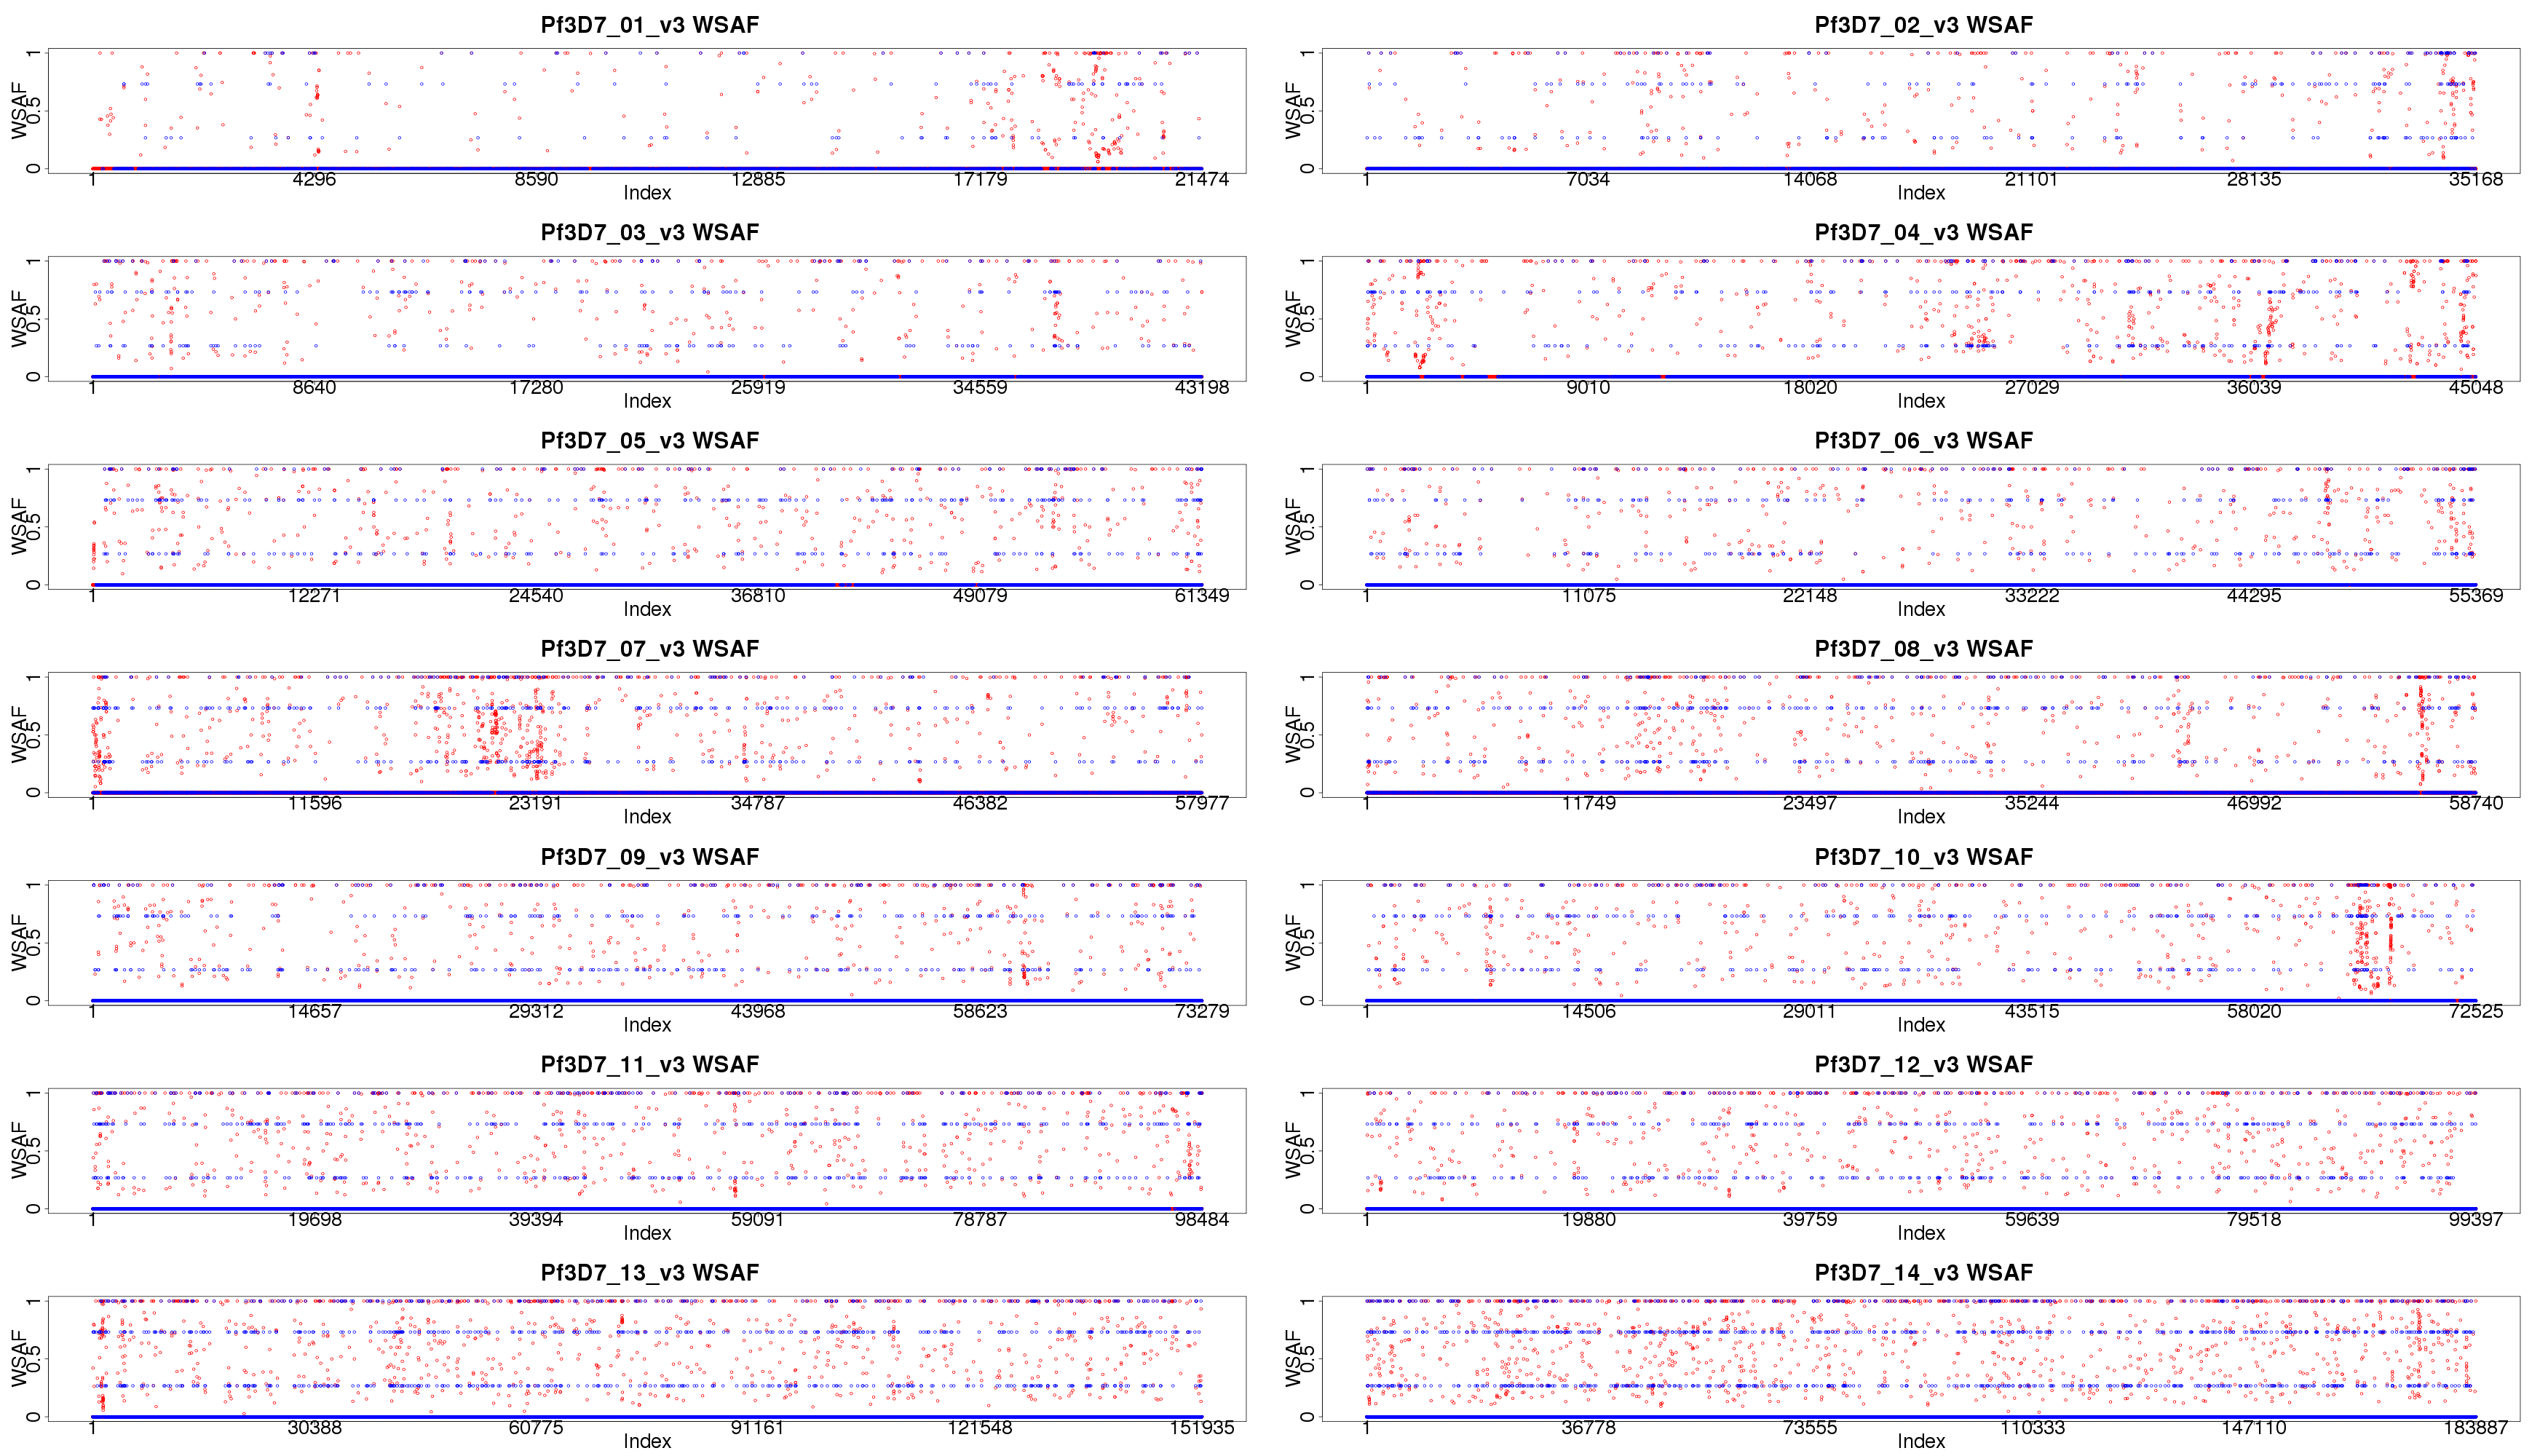 Pf3D7_01_v3 WSAF
WSAF
0 0.5 1
1 4296 8590 12885 17179 21474
Index
Pf3D7_02_v3 WSAF
WSAF
0 0.5 1
1 7034 14068 21101 28135 35168
Index
Pf3D7_03_v3 WSAF
WSAF
0 0.5 1
1 8640 17280 25919 34559 43198
Index
Pf3D7_04_v3 WSAF
WSAF
0 0.5 1
1 9010 18020 27029 36039 45048
Index
Pf3D7_05_v3 WSAF
WSAF
0 0.5 1
1 12271 24540 36810 49079 61349
Index
Pf3D7_06_v3 WSAF
WSAF
0 0.5 1
1 11075 22148 33222 44295 55369
Index
Pf3D7_07_v3 WSAF
WSAF
0 0.5 1
1 11596 23191 34787 46382 57977
Index
Pf3D7_08_v3 WSAF
WSAF
0 0.5 1
1 11749 23497 35244 46992 58740
Index
Pf3D7_09_v3 WSAF
WSAF
0 0.5 1
1 14657 29312 43968 58623 73279
Index
Pf3D7_10_v3 WSAF
WSAF
0 0.5 1
1 14506 29011 43515 58020 72525
Index
Pf3D7_11_v3 WSAF
WSAF
0 0.5 1
1 19698 39394 59091 78787 98484
Index
Pf3D7_12_v3 WSAF
WSAF
0 0.5 1
1 19880 39759 59639 79518 99397
Index
Pf3D7_13_v3 WSAF
WSAF
0 0.5 1
1 30388 60775 91161 121548 151935
Index
Pf3D7_14_v3 WSAF
WSAF
0 0.5 1
1 36778 73555 110333 147110 183887
Index